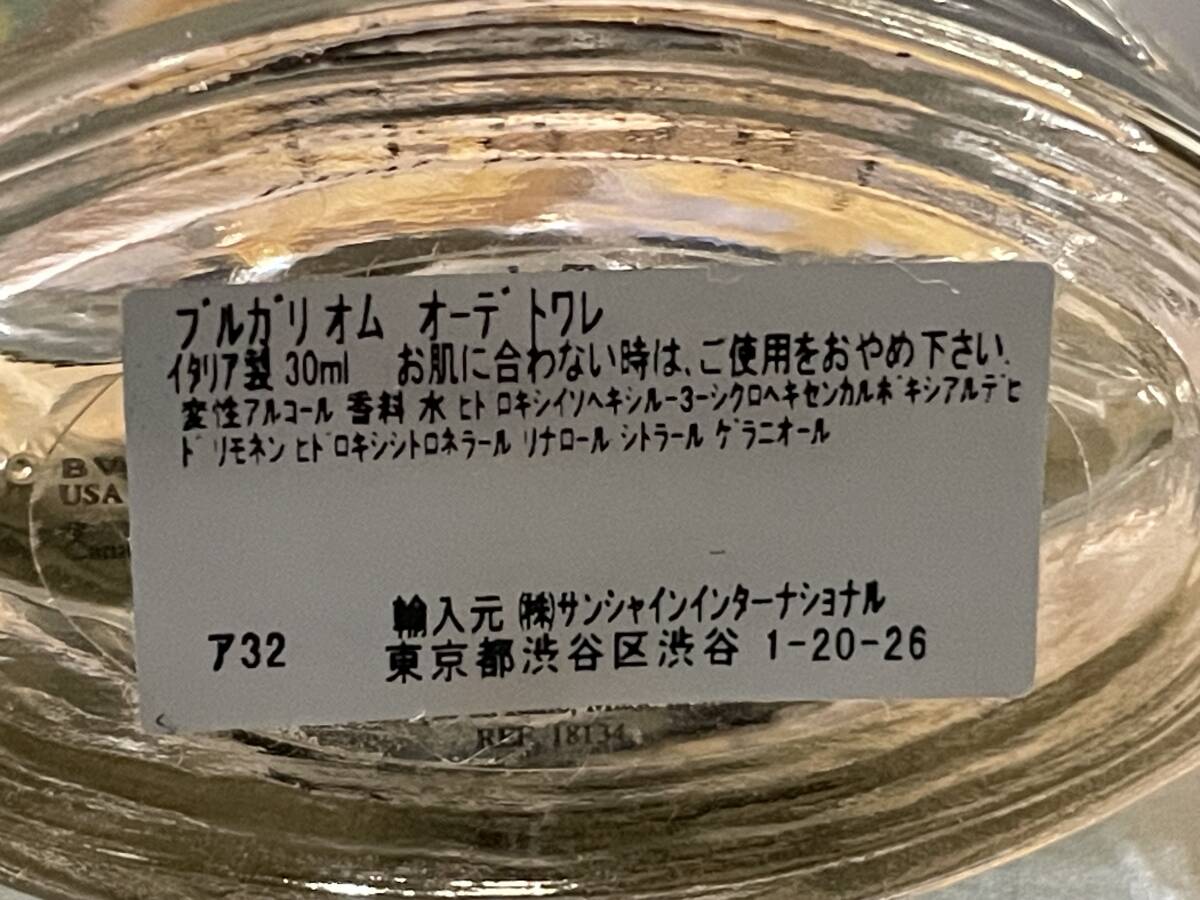 ブルガリ オム オーデ トワレ
イタリア製 30ml お肌に合わない時は、ご使用をおやめ下さい。
変性アルコール 香料 水 ヒドロキシイソヘキシル-3-シクロヘキセンカルボキシアルデヒ
ド リモネン ヒドロキシシトロネラール リナロール シトラール ゲラニオール
輸入元 ㈱サンシャインインターナショナル
ア32 東京都渋谷区渋谷 1-20-26
USA
REF. 18134